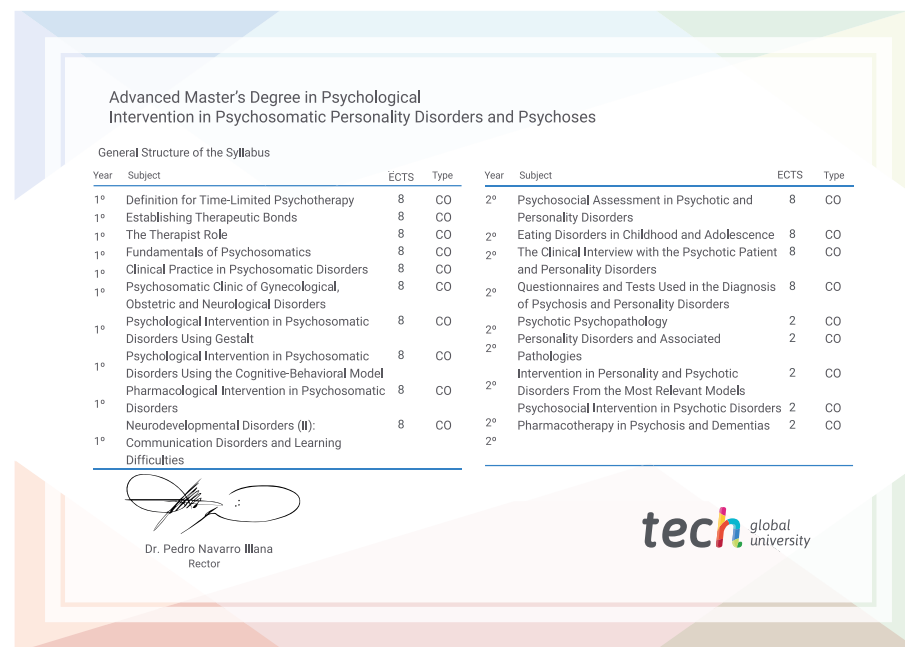 Advanced Master's Degree in Psychological
Intervention in Psychosomatic Personality Disorders and Psychoses
General Structure of the Syllabus
Year Subject ECTS Type
1º Definition for Time-Limited Psychotherapy 8 CO
1º Establishing Therapeutic Bonds 8 CO
1º The Therapist Role 8 CO
1º Fundamentals of Psychosomatics 8 CO
1º Clinical Practice in Psychosomatic Disorders 8 CO
1º Psychosomatic Clinic of Gynecological, 8 CO
Obstetric and Neurological Disorders
1º Psychological Intervention in Psychosomatic 8 CO
Disorders Using Gestalt
1º Psychological Intervention in Psychosomatic 8 CO
Disorders Using the Cognitive-Behavioral Model
1º Pharmacological Intervention in Psychosomatic 8 CO
Disorders
Neurodevelopmental Disorders (II): 8 CO
1º Communication Disorders and Learning
Difficulties
Year Subject ECTS Type
2º Psychosocial Assessment in Psychotic and 8 CO
Personality Disorders
2º Eating Disorders in Childhood and Adolescence 8 CO
2º The Clinical Interview with the Psychotic Patient 8 CO
and Personality Disorders
2º Questionnaires and Tests Used in the Diagnosis 8 CO
of Psychosis and Personality Disorders
2º Psychotic Psychopathology 2 CO
2º Personality Disorders and Associated 2 CO
Pathologies
Intervention in Personality and Psychotic 2 CO
2º Disorders From the Most Relevant Models
Psychosocial Intervention in Psychotic Disorders 2 CO
2º Pharmacotherapy in Psychosis and Dementias 2 CO
2º
Dr. Pedro Navarro Illana
Rector
tech global
university